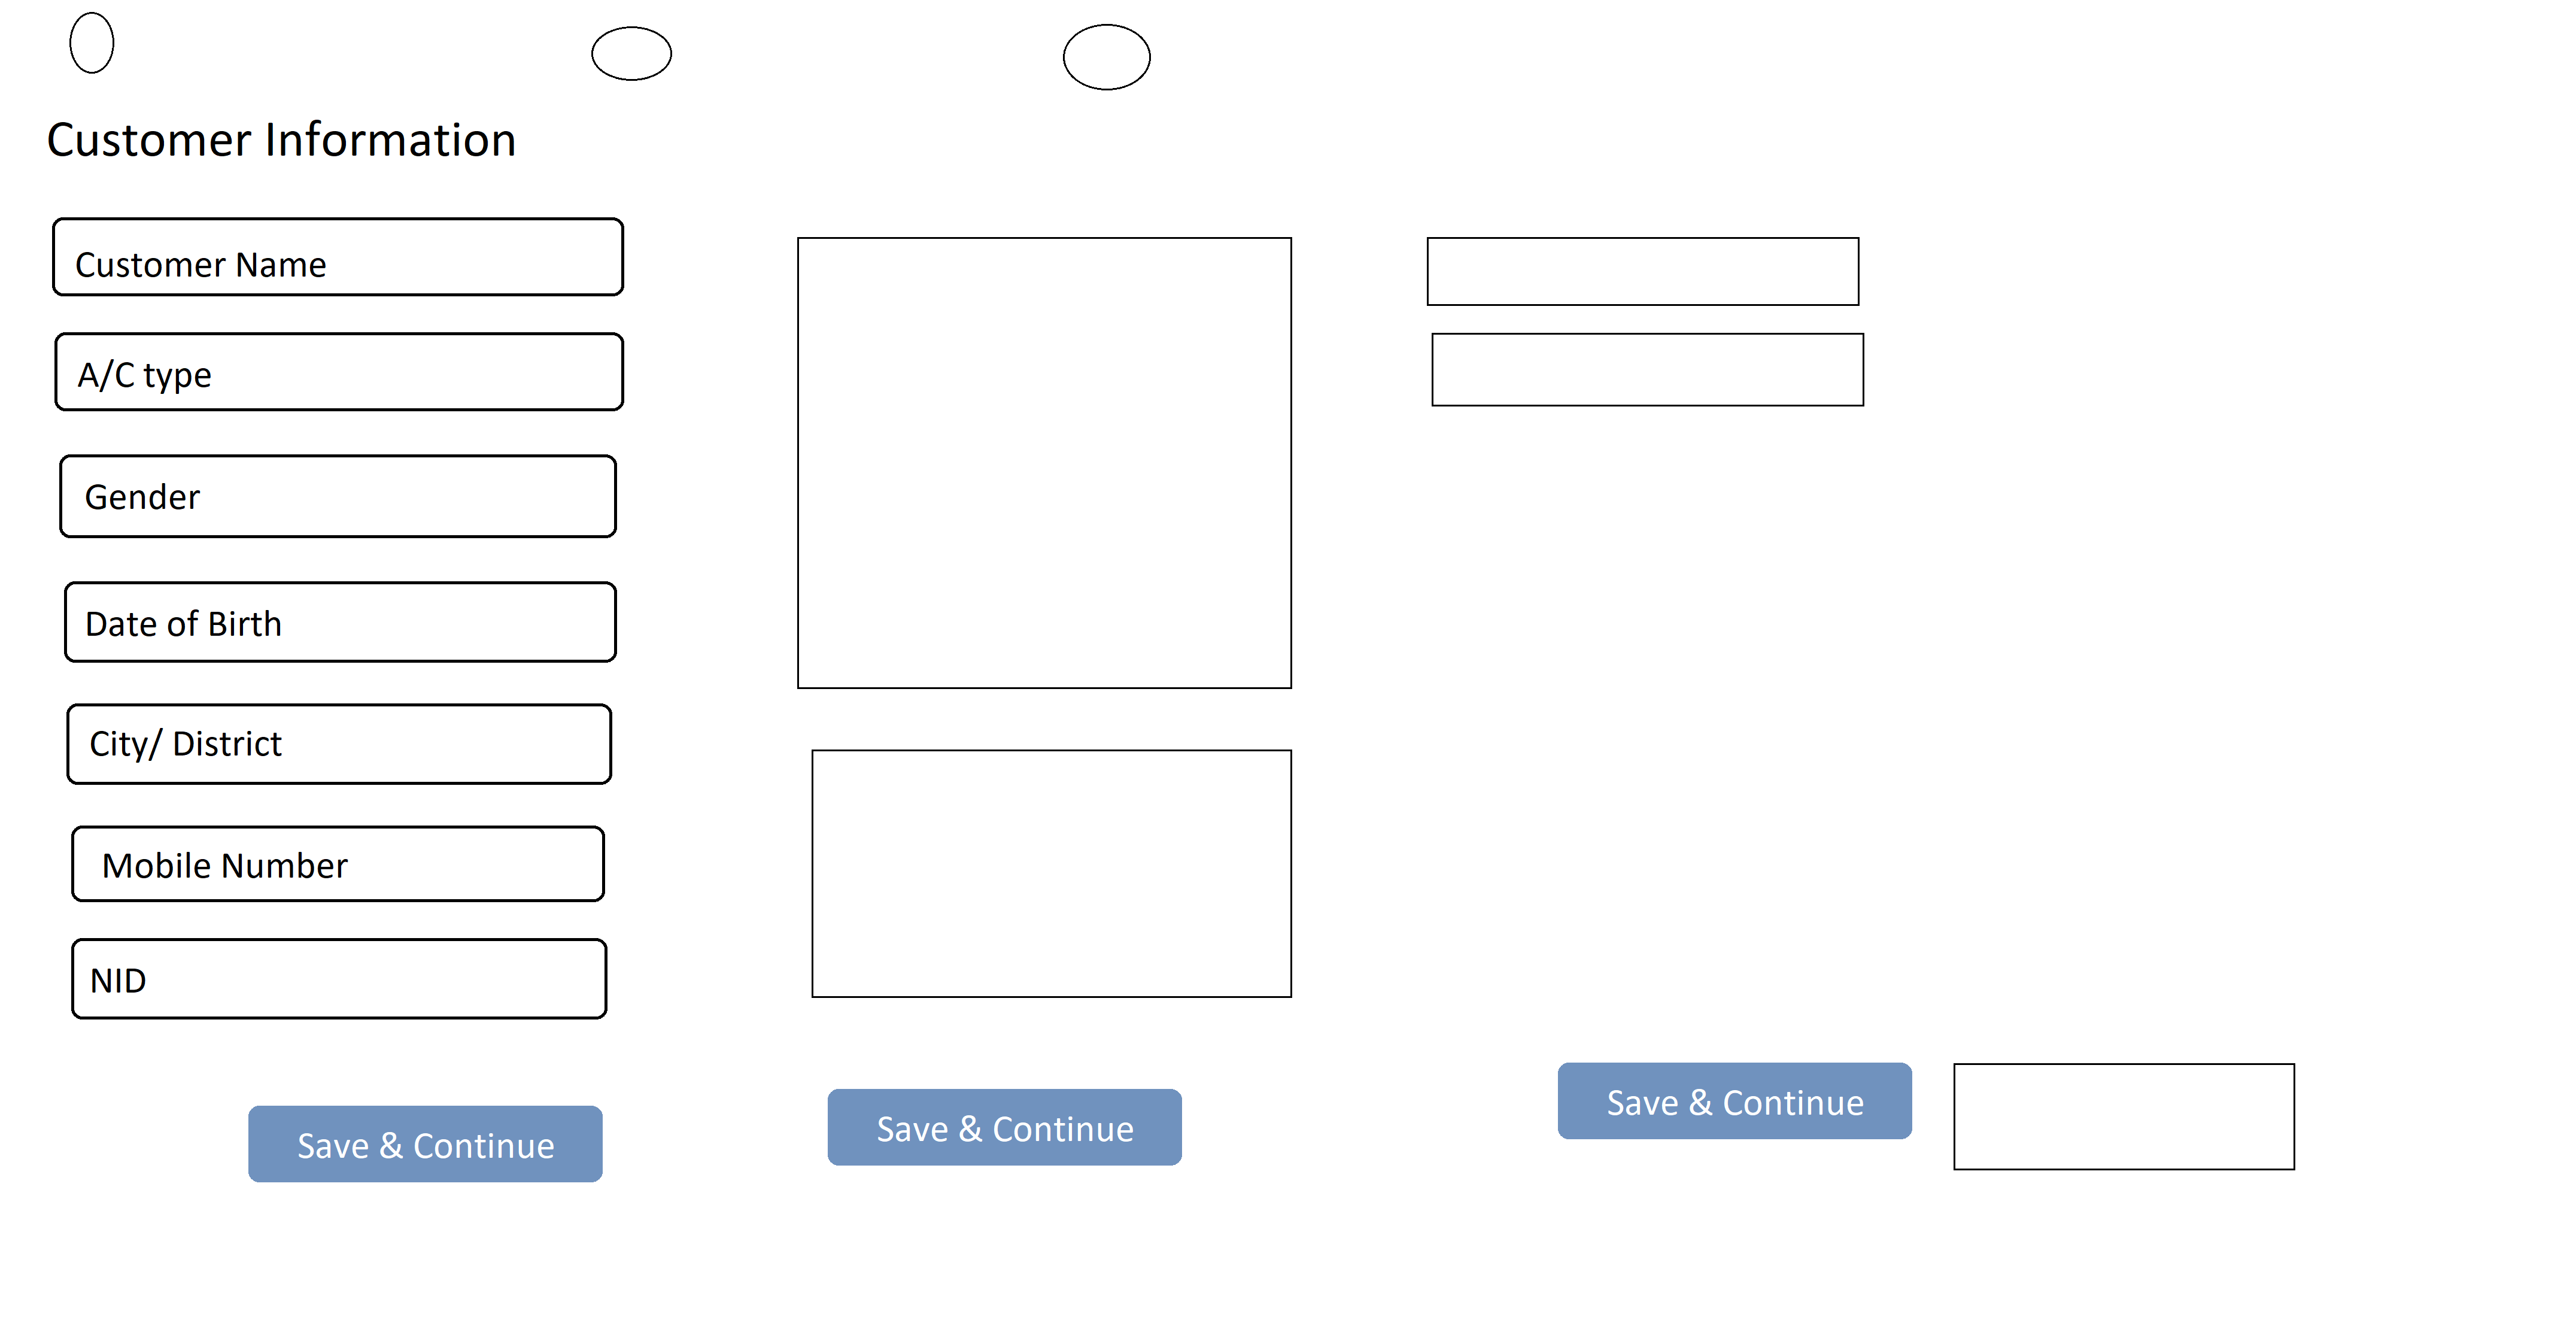 Customer Information
Customer Name
A/C type
Gender
Date of Birth
City/ District
Mobile Number
NID
Save & Continue
Save & Continue
Save & Continue